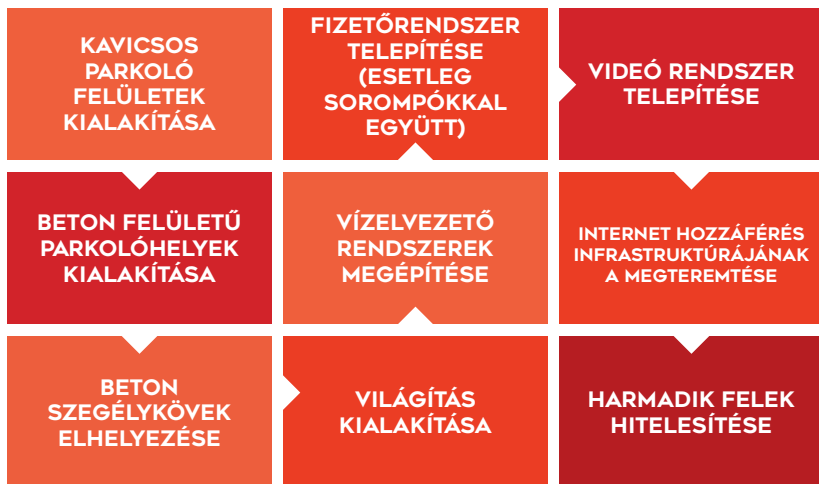 KAVICSOS
PARKOLÓ
FELÜLETEK
KIALAKÍTÁSA
BETON FELÜLETŰ
PARKOLÓHELYEK
KIALAKÍTÁSA
BETON
SZEGÉLYKÖVEK
ELHELYEZÉSE
VILÁGÍTÁS
KIALAKÍTÁSA
VÍZELVEZETŐ
RENDSZEREK
MEGÉPÍTÉSE
FIZETŐRENDSZER
TELEPÍTÉSE
(ESETLEG
SOROMPÓKKAL
EGYÜTT)
VIDEÓ RENDSZER
TELEPÍTÉSE
INTERNET HOZZÁFÉRÉS
INFRASTRUKTÚRÁJÁNAK
A MEGTEREMTÉSE
HARMADIK FELEK
HITELESÍTÉSE